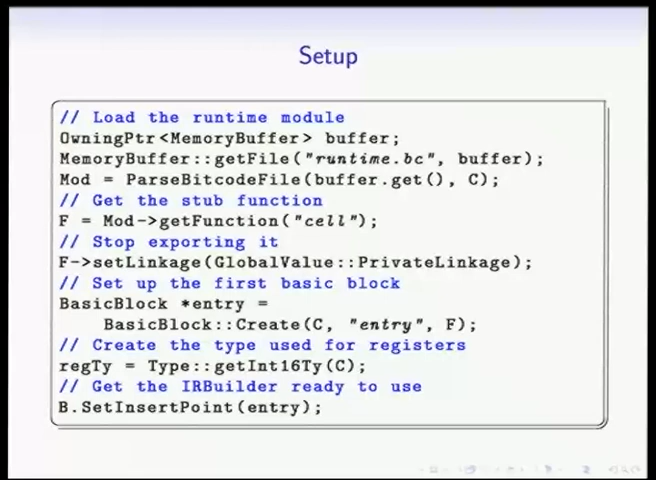 Setup
// Load the runtime module
OwningPtr<MemoryBuffer> buffer;
MemoryBuffer::getFile("runtime.bc", buffer);
Mod = ParseBitcodeFile(buffer.get(), C);
// Get the stub function
F = Mod->getFunction("cell");
// Stop exporting it
F->setLinkage(GlobalValue::PrivateLinkage);
// Set up the first basic block
BasicBlock *entry =
BasicBlock::Create(C, "entry", F);
// Create the type used for registers
regTy = Type::getInt16Ty(C);
// Get the IRBuilder ready to use
B.SetInsertPoint(entry);